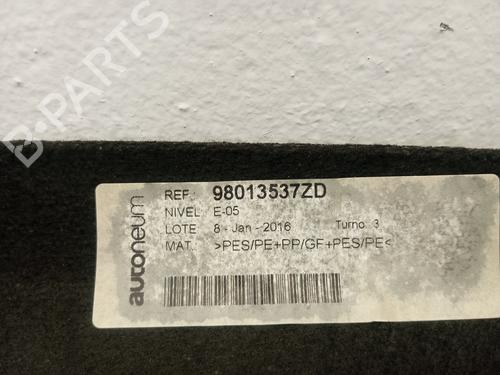 B-PARTS
autoneum
REF.: 98013537ZD
NIVEL: E-05
LOTE 8 - Jan - 2016 Turno: 3
MAT. >PES/PE+PP/GF+PES/PE<